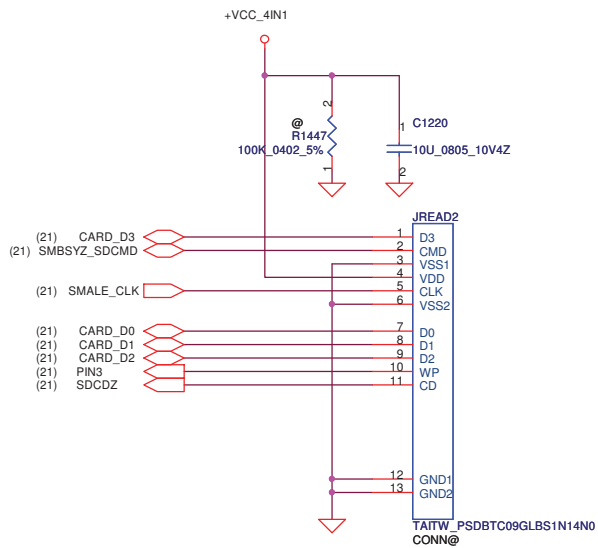 +VCC_4IN1
@
R1447
100K_0402_5%
2
1
C1220
10U_0805_10V4Z
1
2
JREAD2
(21) CARD_D3 1 D3
(21) SMBSYZ_SDCMD 2 CMD
3 VSS1
4 VDD
(21) SMALE_CLK 5 CLK
6 VSS2
(21) CARD_D0 7 D0
(21) CARD_D1 8 D1
(21) CARD_D2 9 D2
(21) PIN3 10 WP
(21) SDCDZ 11 CD
12 GND1
13 GND2
TAITW_PSDBTC09GLBS1N14N0
CONN@